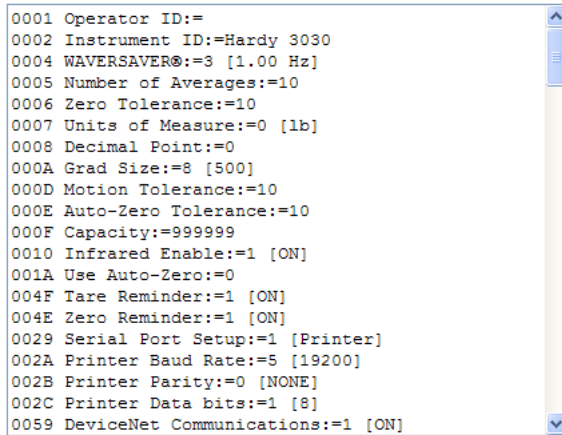 0001 Operator ID:=
0002 Instrument ID:=Hardy 3030
0004 WAVERSAVER®:=3 [1.00 Hz]
0005 Number of Averages:=10
0006 Zero Tolerance:=10
0007 Units of Measure:=0 [lb]
0008 Decimal Point:=0
000A Grad Size:=8 [500]
000D Motion Tolerance:=10
000E Auto-Zero Tolerance:=10
000F Capacity:=999999
0010 Infrared Enable:=1 [ON]
001A Use Auto-Zero:=0
004F Tare Reminder:=1 [ON]
004E Zero Reminder:=1 [ON]
0029 Serial Port Setup:=1 [Printer]
002A Printer Baud Rate:=5 [19200]
002B Printer Parity:=0 [NONE]
002C Printer Data bits:=1 [8]
0059 DeviceNet Communications:=1 [ON]